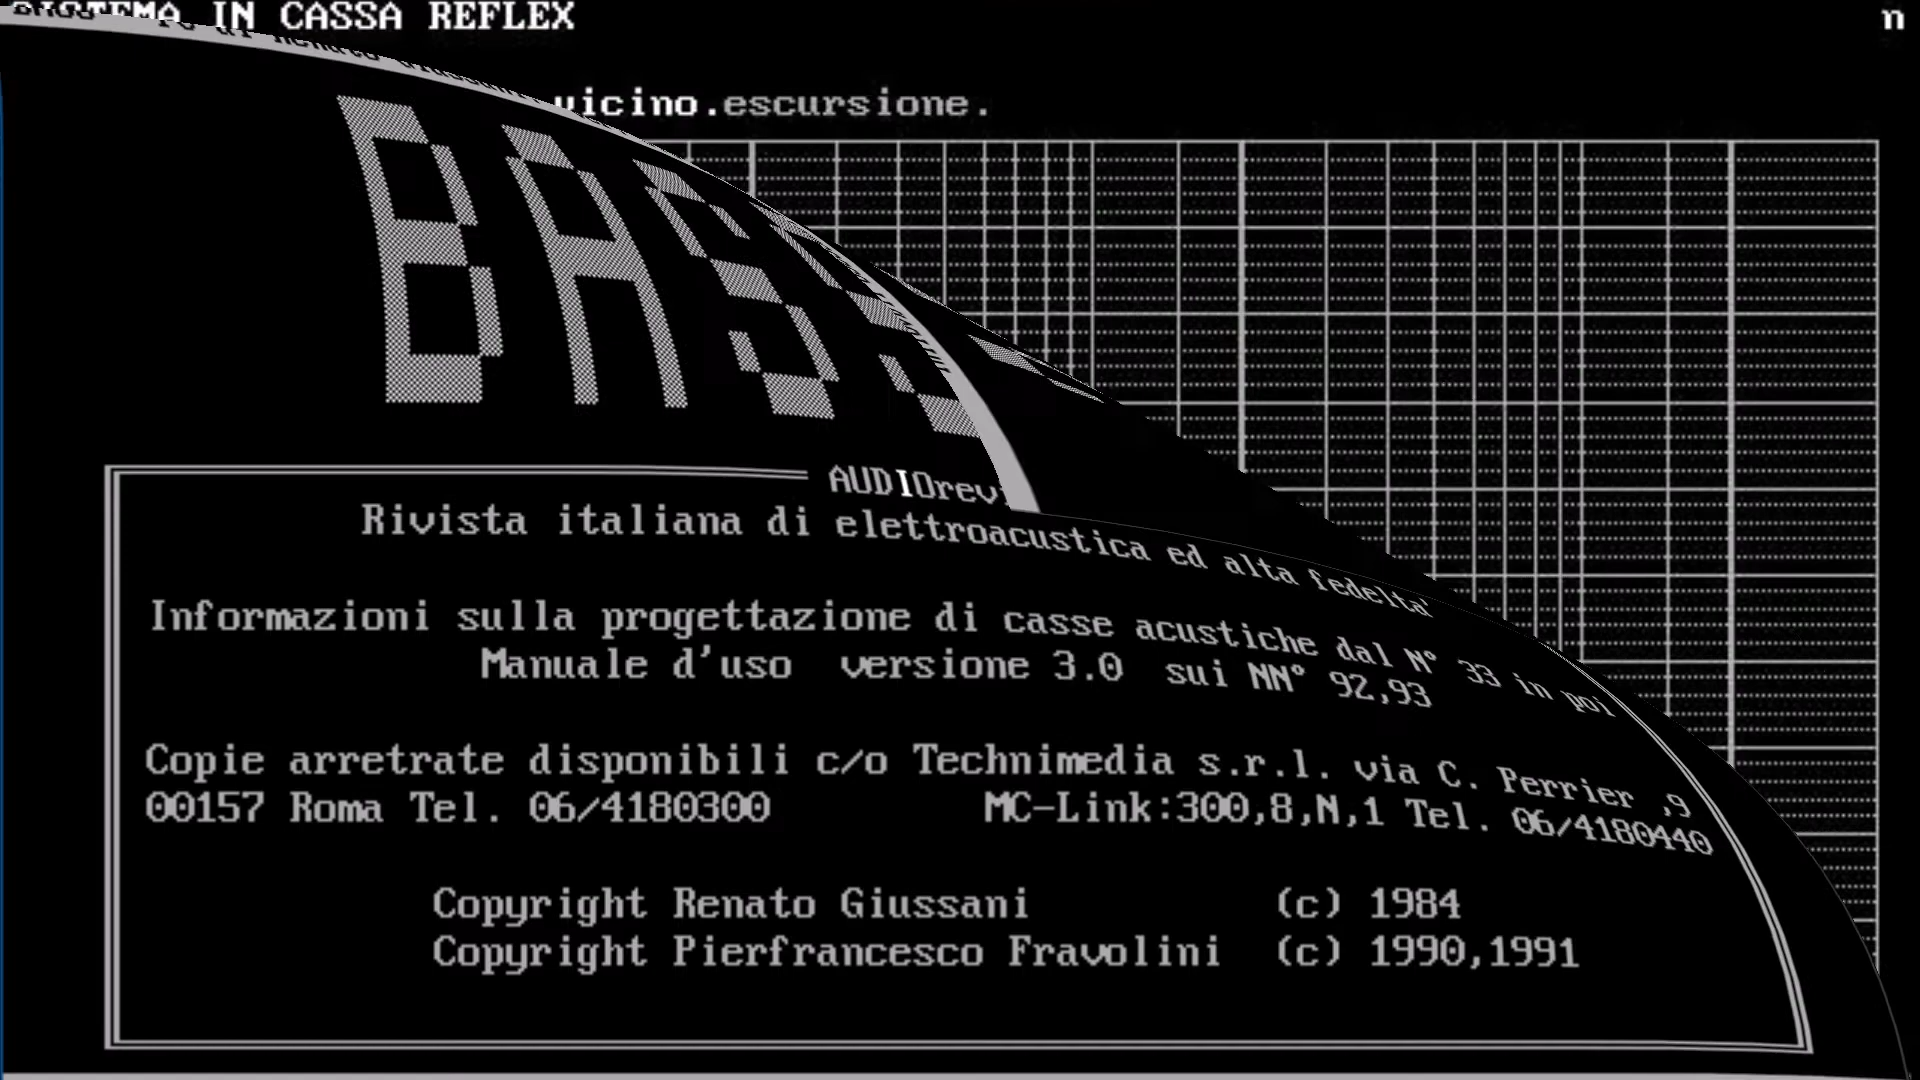 SISTEMA IN CASSA REFLEX
n
vicino.escursione.
BASS
AUDIOrev
Rivista italiana di elettroacustica ed alta fedelta'
Informazioni sulla progettazione di casse acustiche dal N° 33 in poi
Manuale d'uso versione 3.0 sui NN° 92,93
Copie arretrate disponibili c/o Technimedia s.r.l. via C. Perrier ,9
00157 Roma Tel. 06/4180300 MC-Link:300,8,N,1 Tel. 06/4180440
Copyright Renato Giussani (c) 1984
Copyright Pierfrancesco Fravolini (c) 1990,1991